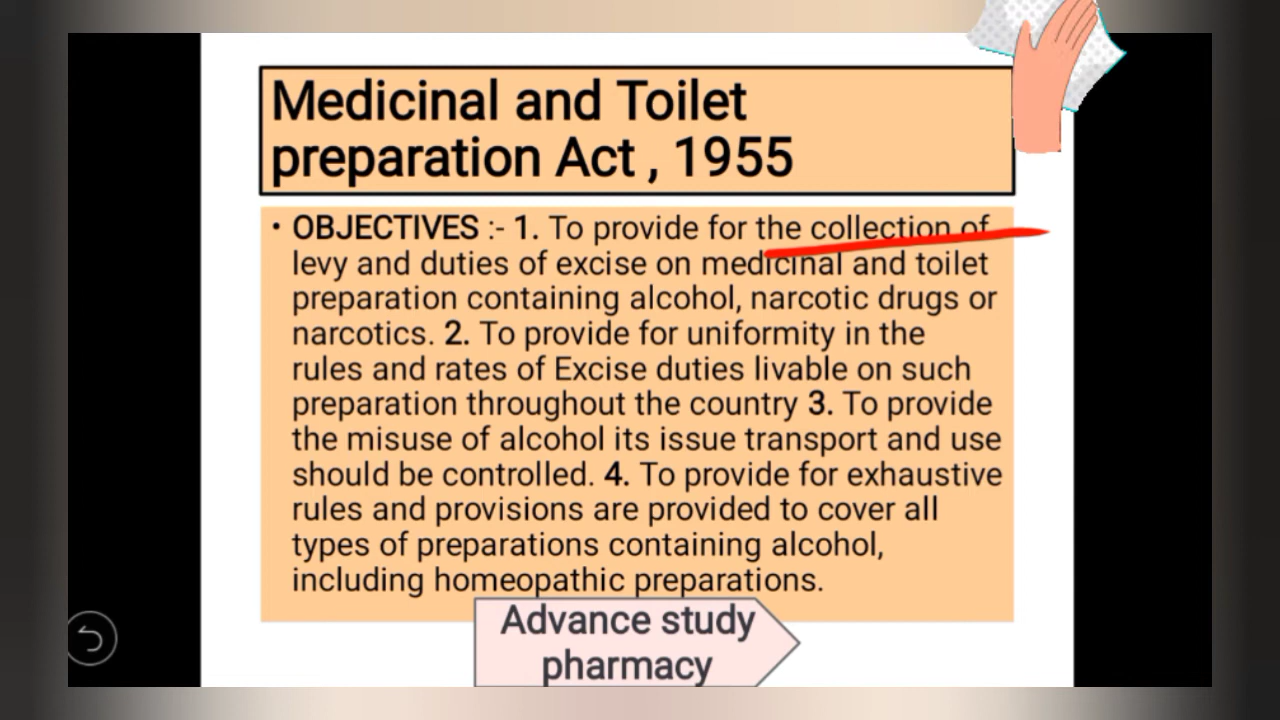 Medicinal and Toilet
preparation Act , 1955
• OBJECTIVES :- 1. To provide for the collection of
levy and duties of excise on medicinal and toilet
preparation containing alcohol, narcotic drugs or
narcotics. 2. To provide for uniformity in the
rules and rates of Excise duties livable on such
preparation throughout the country 3. To provide
the misuse of alcohol its issue transport and use
should be controlled. 4. To provide for exhaustive
rules and provisions are provided to cover all
types of preparations containing alcohol,
including homeopathic preparations.
Advance study
pharmacy